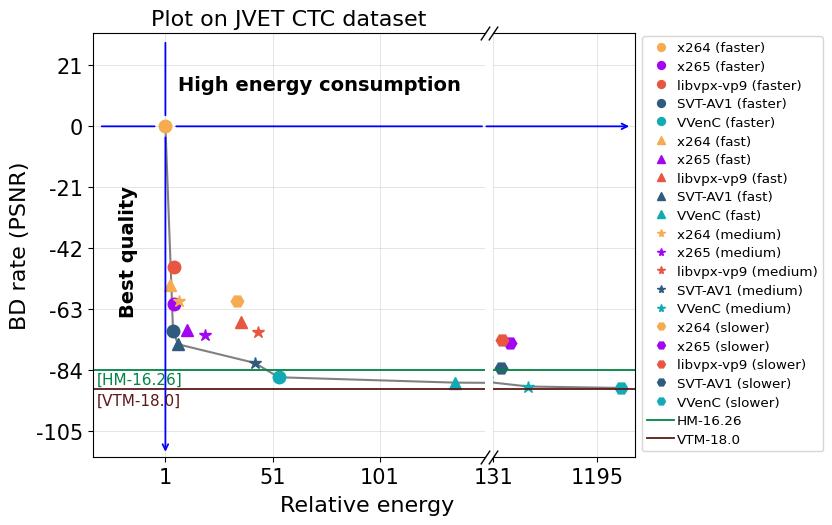 Plot on JVET CTC dataset
BD rate (PSNR)
21
0
-21
-42
-63
-84
-105
High energy consumption
Best quality
[HM-16.26]
[VTM-18.0]
1
51
101
131
1195
Relative energy
x264 (faster)
x265 (faster)
libvpx-vp9 (faster)
SVT-AV1 (faster)
VVenC (faster)
x264 (fast)
x265 (fast)
libvpx-vp9 (fast)
SVT-AV1 (fast)
VVenC (fast)
x264 (medium)
x265 (medium)
libvpx-vp9 (medium)
SVT-AV1 (medium)
VVenC (medium)
x264 (slower)
x265 (slower)
libvpx-vp9 (slower)
SVT-AV1 (slower)
VVenC (slower)
HM-16.26
VTM-18.0